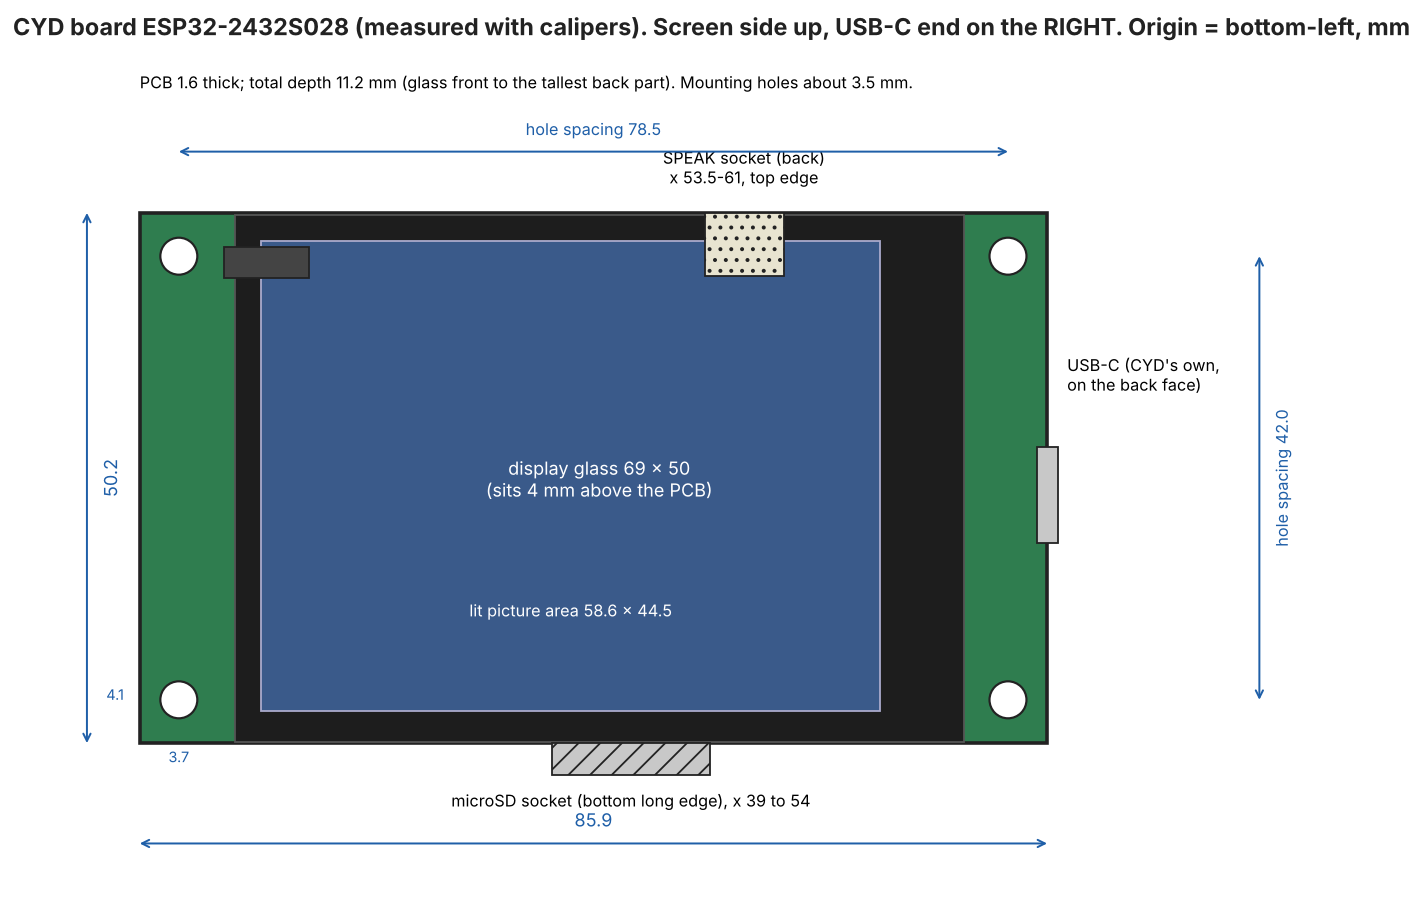 CYD board ESP32-2432S028 (measured with calipers). Screen side up, USB-C end on the RIGHT. Origin = bottom-left, mm
PCB 1.6 thick; total depth 11.2 mm (glass front to the tallest back part). Mounting holes about 3.5 mm.
hole spacing 78.5
SPEAK socket (back)
x 53.5-61, top edge
USB-C (CYD's own,
on the back face)
50.2
display glass 69 × 50
(sits 4 mm above the PCB)
hole spacing 42.0
lit picture area 58.6 × 44.5
4.1
3.7
microSD socket (bottom long edge), x 39 to 54
85.9